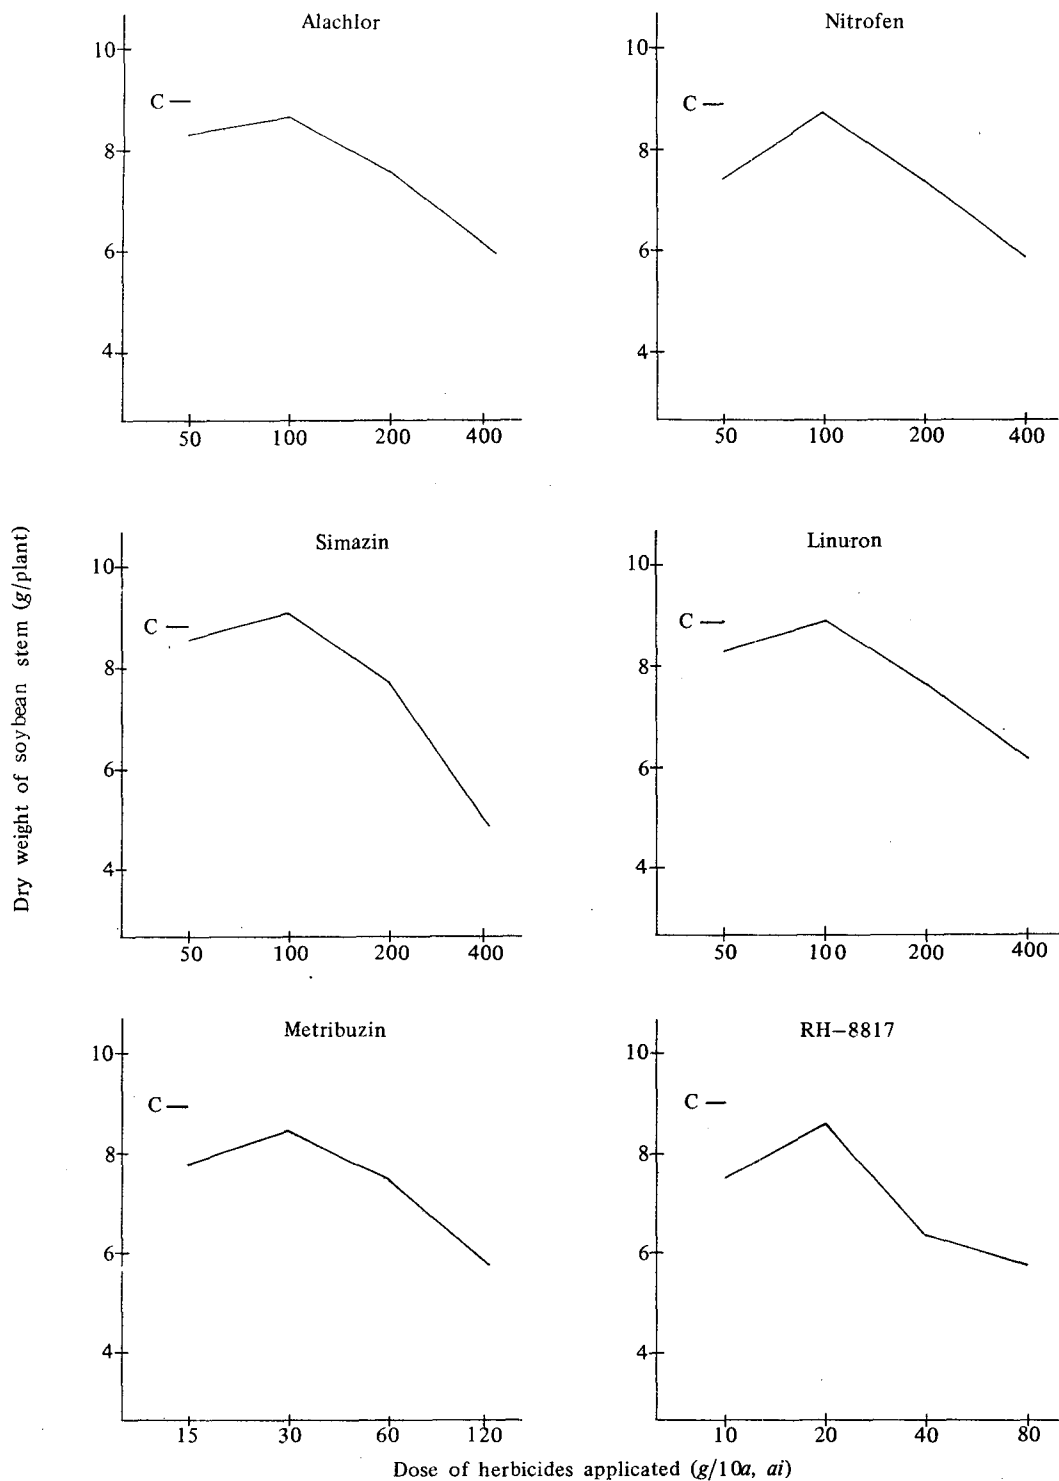 Alachlor
10
C —
8
6
4
50 100 200 400
Nitrofen
10
C —
8
6
4
50 100 200 400
Dry weight of soybean stem (g/plant)
Simazin
10
C —
8
6
4
50 100 200 400
Linuron
10
C —
8
6
4
50 100 200 400
Metribuzin
10
C —
8
6
4
15 30 60 120
RH-8817
10
C —
8
6
4
10 20 40 80
Dose of herbicides applicated (g/10a, ai)